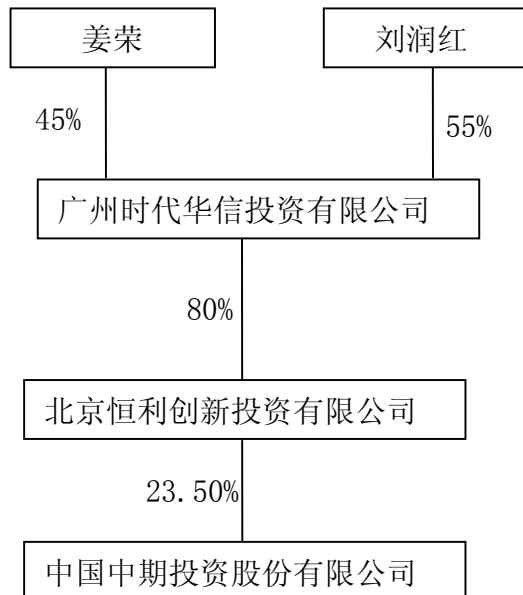 姜荣
刘润红
45%
55%
广州时代华信投资有限公司
80%
北京恒利创新投资有限公司
23.50%
中国中期投资股份有限公司